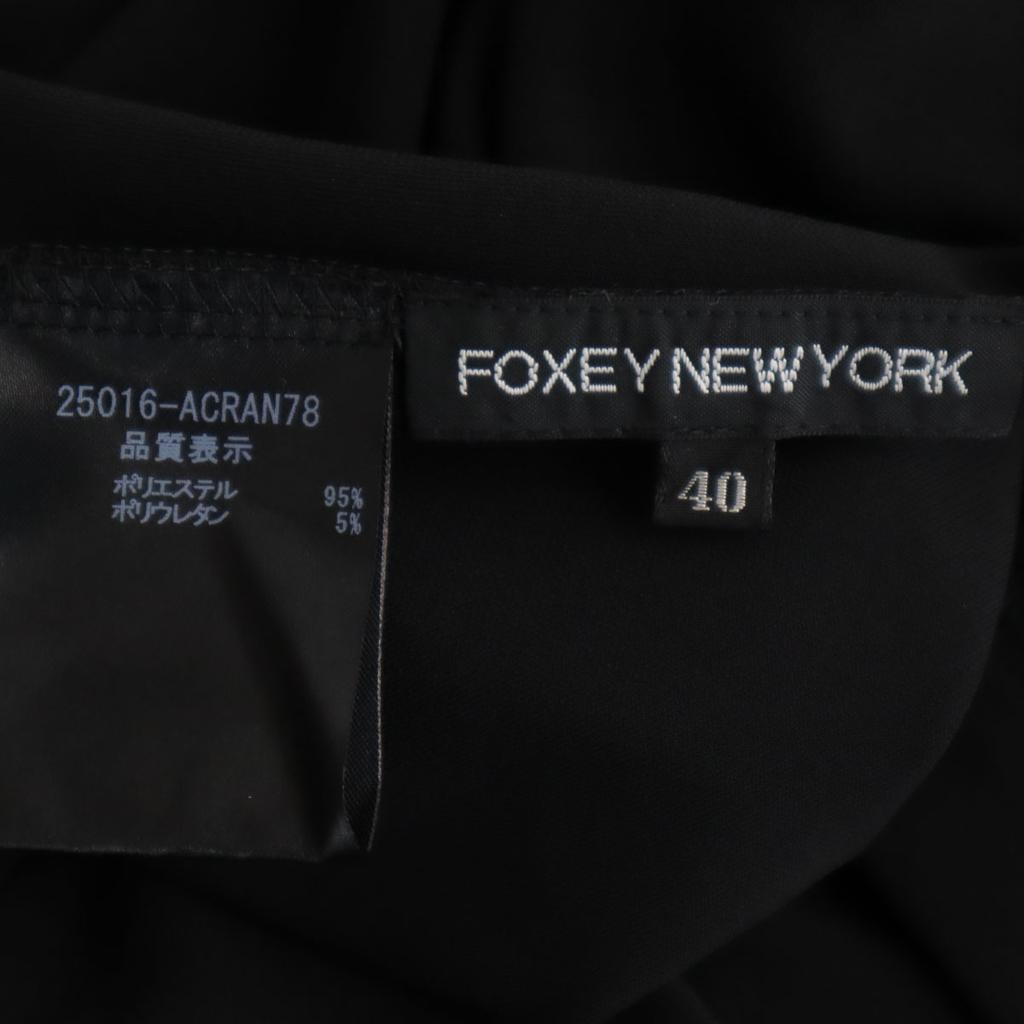 25016-ACRAN78
品質表示
ポリエステル 95%
ポリウレタン 5%
FOXEY NEW YORK
40